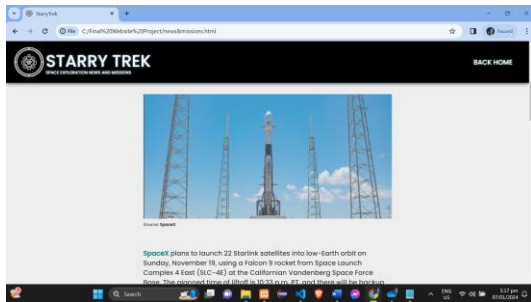 StarryTrek
File C:/Final%20Website%20Project/news&missions.html
Paused
STARRY TREK
SPACE EXPLORATION NEWS AND MISSIONS
BACK HOME
Source: SpaceX
SpaceX plans to launch 22 Starlink satellites into low-Earth orbit on
Sunday, November 19, using a Falcon 9 rocket from Space Launch
Complex 4 East (SLC-4E) at the Californian Vandenberg Space Force
Base. The planned time of liftoff is 10:33 p.m. PT, and there will be backup
Search
ENG
US
5:17 pm
07/01/2024